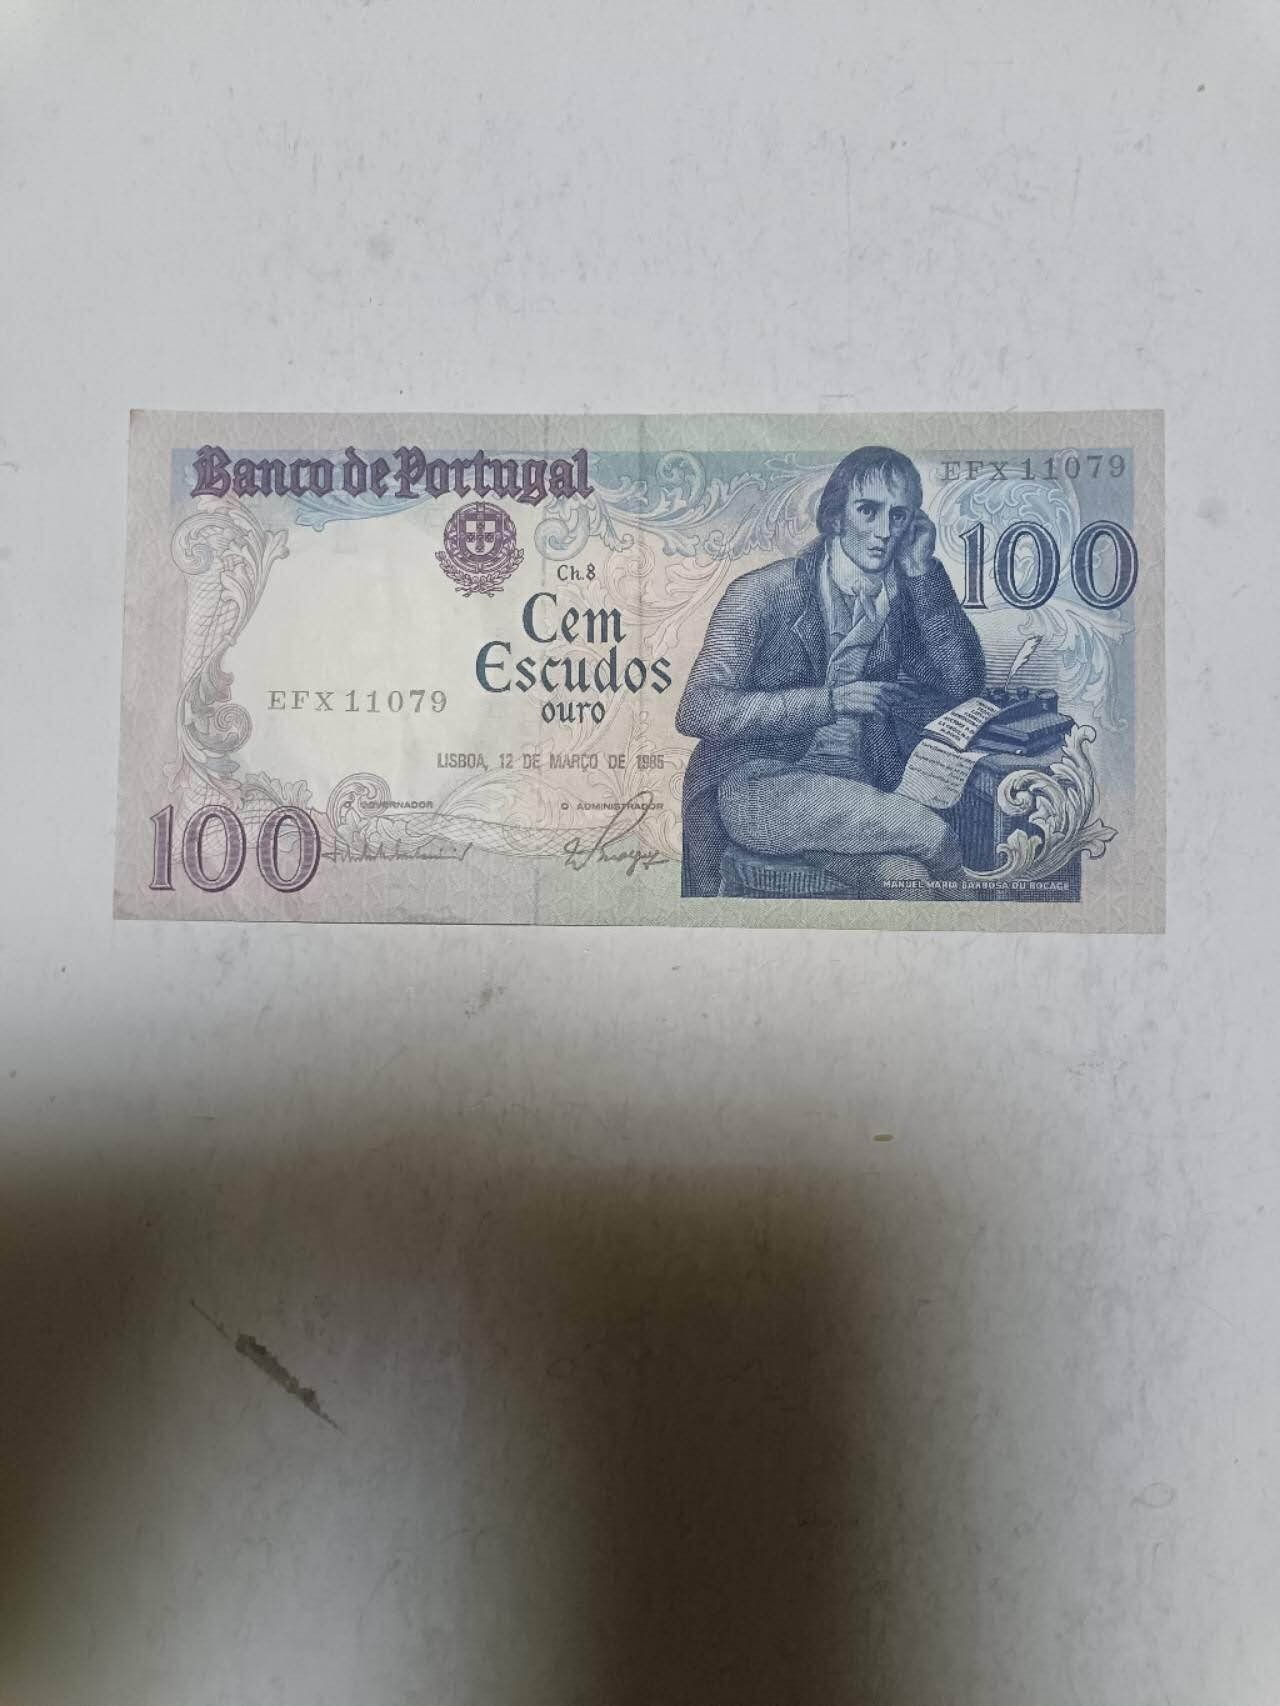 Banco de Portugal
EFX 11079
100
Ch. 8
Cem
Escudos
ouro
EFX 11079
LISBOA, 12 DE MARÇO DE 1985
O GOVERNADOR
O ADMINISTRADOR
100
MANUEL MARIA BARBOSA DU BOCAGE